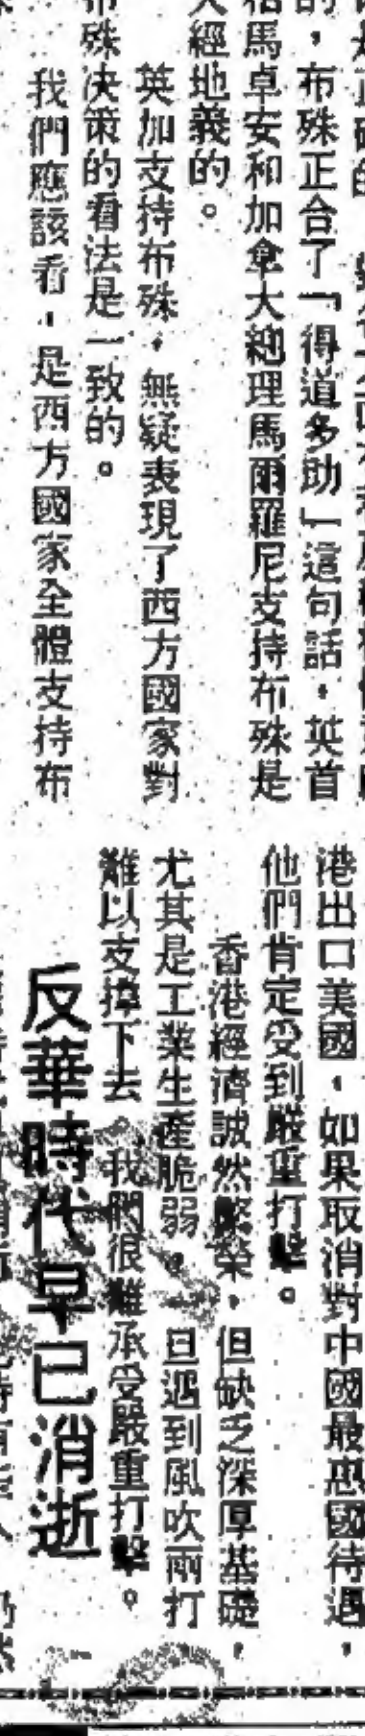 的，布殊正合了「得道多助」這句話，英首
相馬卓安和加拿大總理馬爾羅尼支持布殊是
天經地義的。
英加支持布殊，無疑表現了西方國家對
布殊決策的看法是一致的。
我們應該看，是西方國家全體支持布
港出口美國，如果取消對中國最惠國待遇，
他們肯定受到嚴重打擊。
香港經濟誠然繁榮，但缺乏深厚基礎，
尤其是工業生產脆弱，一旦遇到風吹雨打
難以支撐下去。我們很難承受嚴重打擊。
反華時代早已消逝